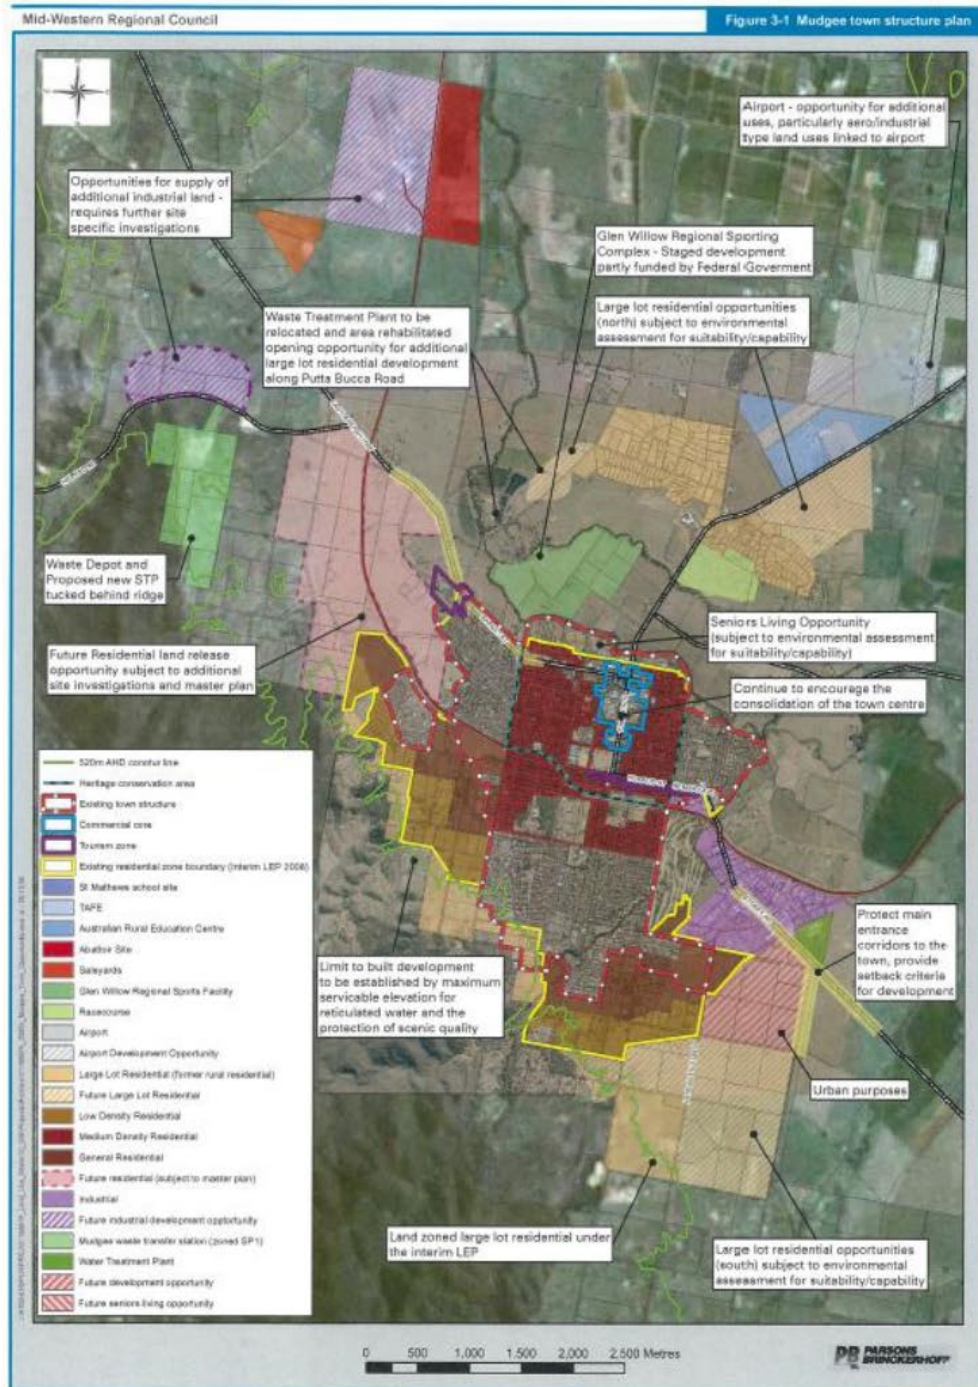 Mid-Western Regional Council
Figure 3-1 Mudgee town structure plan
Airport - opportunity for additional
uses, particularly aero/industrial
type land uses linked to airport
Opportunities for supply of
additional industrial land -
requires further site
specific investigations
Glen Willow Regional Sporting
Complex - Staged development
partly funded by Federal Goverment
Waste Treatment Plant to be
relocated and area rehabilitated
opening opportunity for additional
large lot residential development
along Putta Bucca Road
Large lot residential opportunities
(north) subject to environmental
assessment for suitability/capability
Waste Depot and
Proposed new STP
tucked behind ridge
Future Residential land release
opportunity subject to additional
site investigations and master plan
Seniors Living Opportunity
(subject to environmental assessment
for suitability/capability)
Continue to encourage the
consolidation of the town centre
520m AHD conotur line
Heritage conservation area
Existing town structure
Commercial core
Tourism zone
Existing residential zone boundary (Interim LEP 2008)
St Mathews school site
TAFE
Australian Rural Education Centre
Abattoir Site
Saleyards
Glen Willow Regional Sports Facility
Racecourse
Airport
Airport Development Opportunity
Large Lot Residential (former rural residential)
Future Large Lot Residential
Low Density Residential
Medium Density Residential
General Residential
Future residential (subject to master plan)
Industrial
Future industrial development opportunity
Mudgee waste transfer station (zoned SP1)
Water Treatment Plant
Future development opportunity
Future seniors living opportunity
Limit to built development
to be established by maximum
servicable elevation for
reticulated water and the
protection of scenic quality
Protect main
entrance
corridors to the
town, provide
setback criteria
for development
Urban purposes
Land zoned large lot residential under
the interim LEP
Large lot residential opportunities
(south) subject to environmental
assessment for suitability/capability
0 500 1,000 1,500 2,000 2,500 Metres
PB PARSONS
BRINCKERHOFF